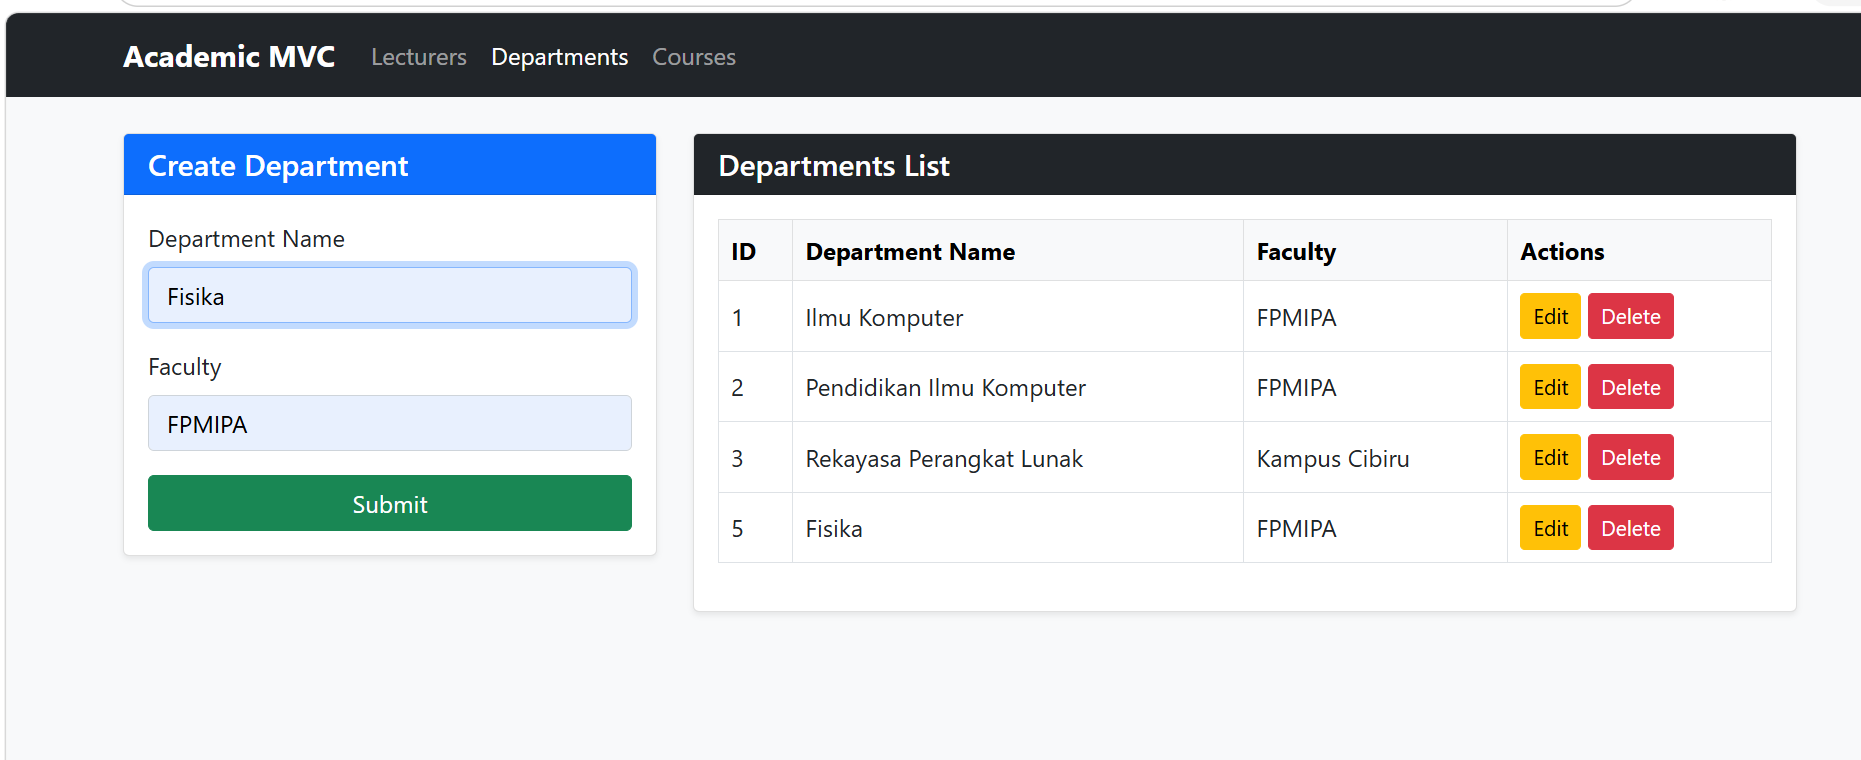 Academic MVC Lecturers Departments Courses
Create Department
Department Name
Fisika
Faculty
FPMIPA
Submit
Departments List
ID Department Name Faculty Actions
1 Ilmu Komputer FPMIPA Edit Delete
2 Pendidikan Ilmu Komputer FPMIPA Edit Delete
3 Rekayasa Perangkat Lunak Kampus Cibiru Edit Delete
5 Fisika FPMIPA Edit Delete